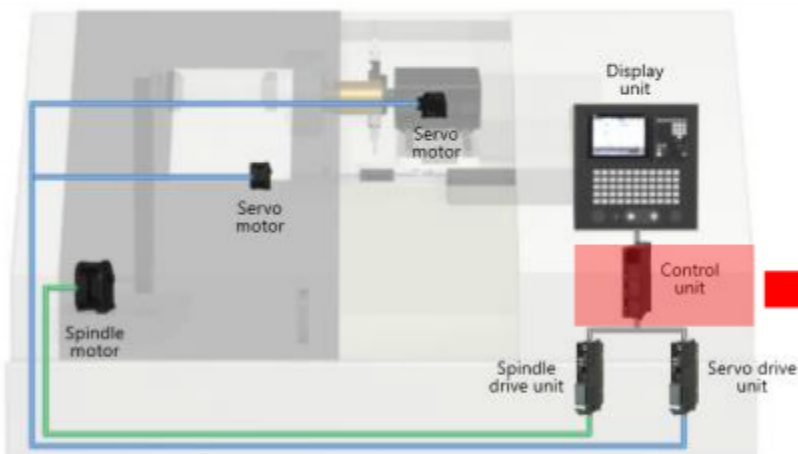 Display
unit
Servo
motor
Servo
motor
Control
unit
Spindle
motor
Spindle
drive unit
Servo drive
unit